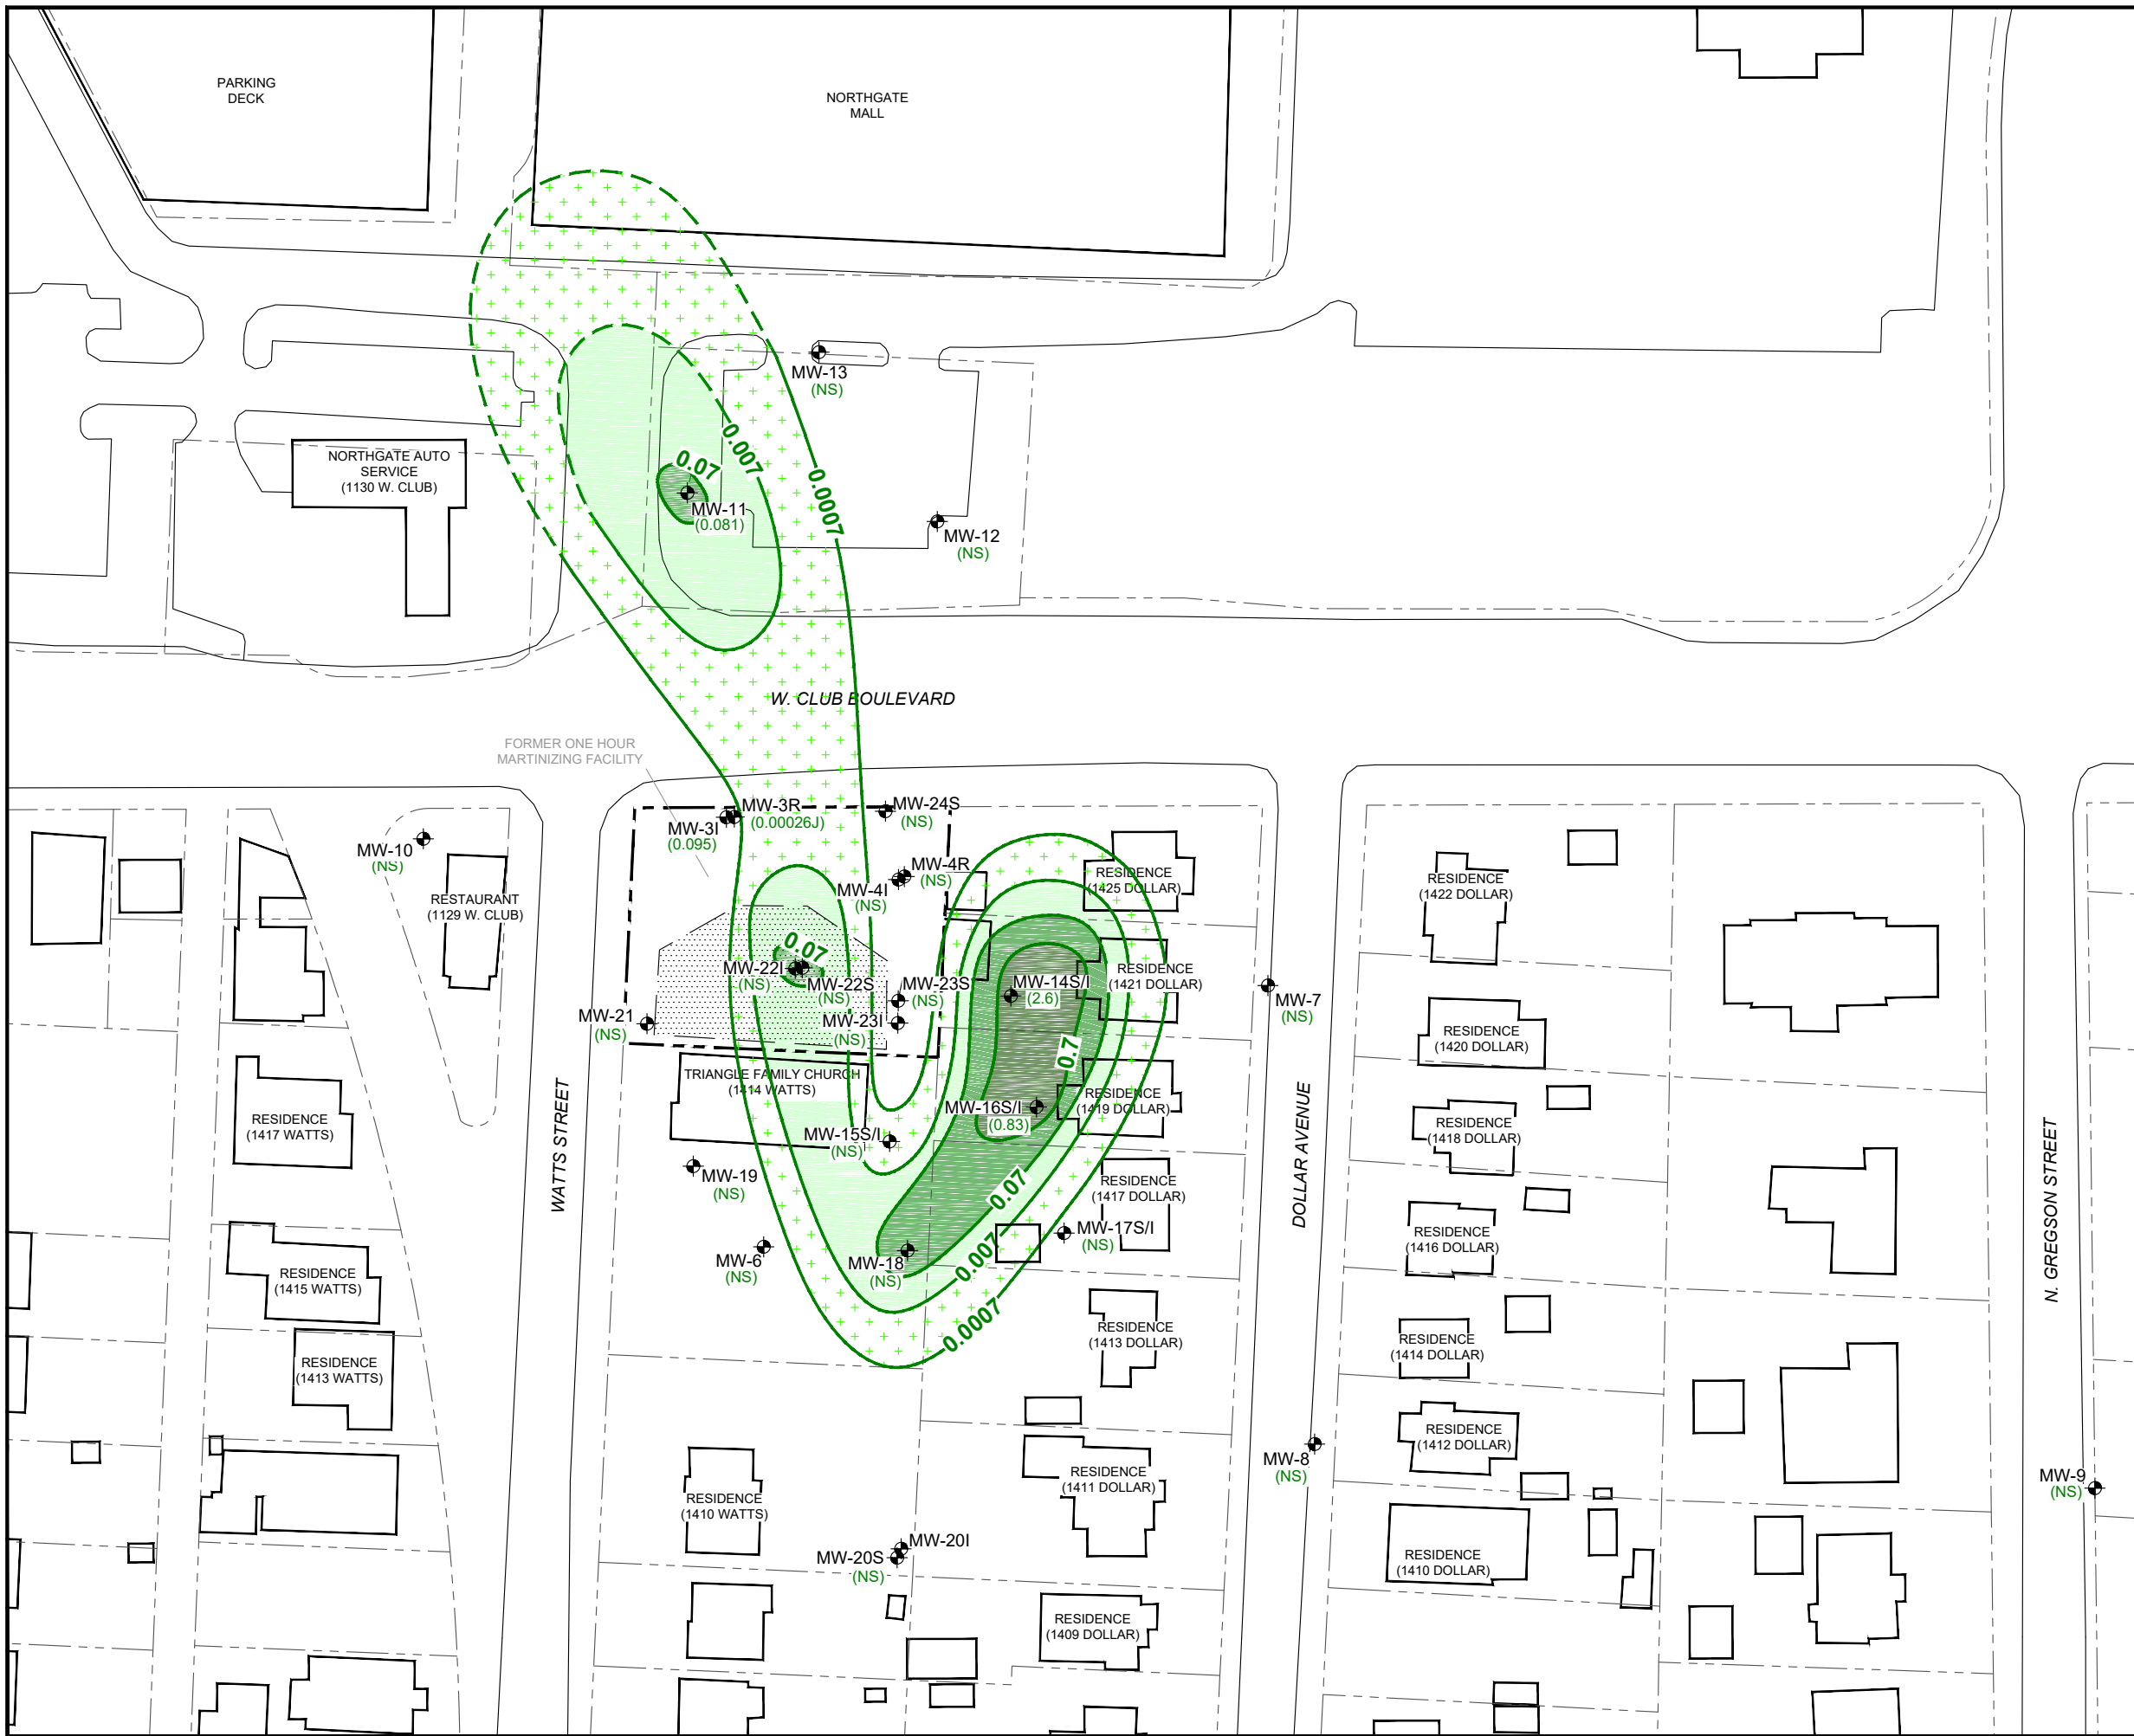 PARKING
DECK
NORTHGATE
MALL
MW-13
(NS)
0.007
0.07
0.0007
NORTHGATE AUTO
SERVICE
(1130 W. CLUB)
MW-11
(0.081)
MW-12
(NS)
W. CLUB BOULEVARD
FORMER ONE HOUR
MARTINIZING FACILITY
MW-3R
(0.00026J)
MW-3I
(0.095)
MW-24S
(NS)
MW-10
(NS)
MW-4R
(NS)
MW-4I
(NS)
RESIDENCE
(1425 DOLLAR)
RESIDENCE
(1422 DOLLAR)
RESTAURANT
(1129 W. CLUB)
0.07
MW-22I
(NS)
MW-22S
(NS)
MW-23S
(NS)
MW-14S/I
(2.6)
RESIDENCE
(1421 DOLLAR)
MW-7
(NS)
MW-21
(NS)
MW-23I
(NS)
RESIDENCE
(1420 DOLLAR)
0.7
TRIANGLE FAMILY CHURCH
(1414 WATTS)
RESIDENCE
(1417 WATTS)
WATTS STREET
MW-16S/I
(0.83)
RESIDENCE
(1419 DOLLAR)
DOLLAR AVENUE
RESIDENCE
(1418 DOLLAR)
N. GREGSON STREET
MW-15S/I
(NS)
MW-19
(NS)
0.07
RESIDENCE
(1417 DOLLAR)
MW-17S/I
(NS)
RESIDENCE
(1416 DOLLAR)
MW-6
(NS)
MW-18
(NS)
0.007
RESIDENCE
(1415 WATTS)
0.0007
RESIDENCE
(1413 DOLLAR)
RESIDENCE
(1414 DOLLAR)
RESIDENCE
(1413 WATTS)
MW-8
(NS)
RESIDENCE
(1412 DOLLAR)
MW-9
(NS)
RESIDENCE
(1411 DOLLAR)
RESIDENCE
(1410 WATTS)
MW-20I
MW-20S
(NS)
RESIDENCE
(1410 DOLLAR)
RESIDENCE
(1409 DOLLAR)